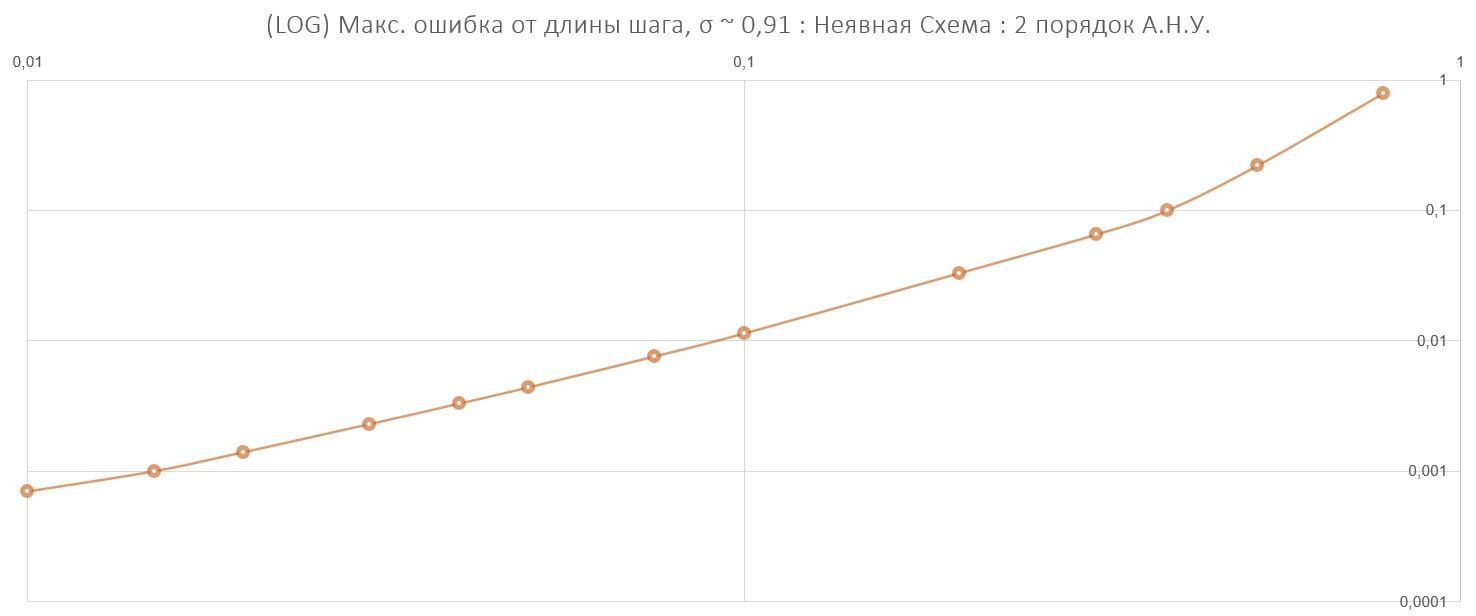 (LOG) Макс. ошибка от длины шага, σ ~ 0,91 : Неявная Схема : 2 порядок А.Н.У.
0,01 0,1 1
1
0,1
0,01
0,001
0,0001